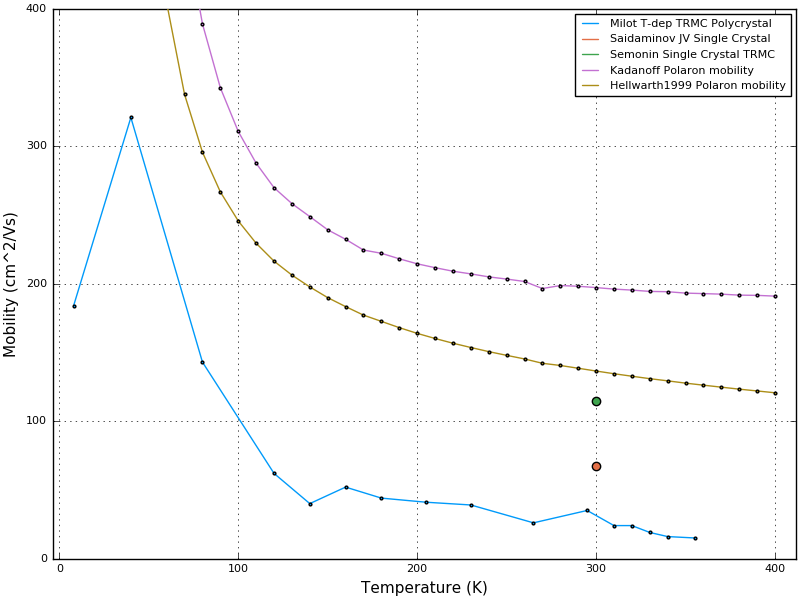 400
300
200
100
0
0
100
200
300
400
Mobility (cm^2/Vs)
Temperature (K)
Milot T-dep TRMC Polycrystal
Saidaminov JV Single Crystal
Semonin Single Crystal TRMC
Kadanoff Polaron mobility
Hellwarth1999 Polaron mobility